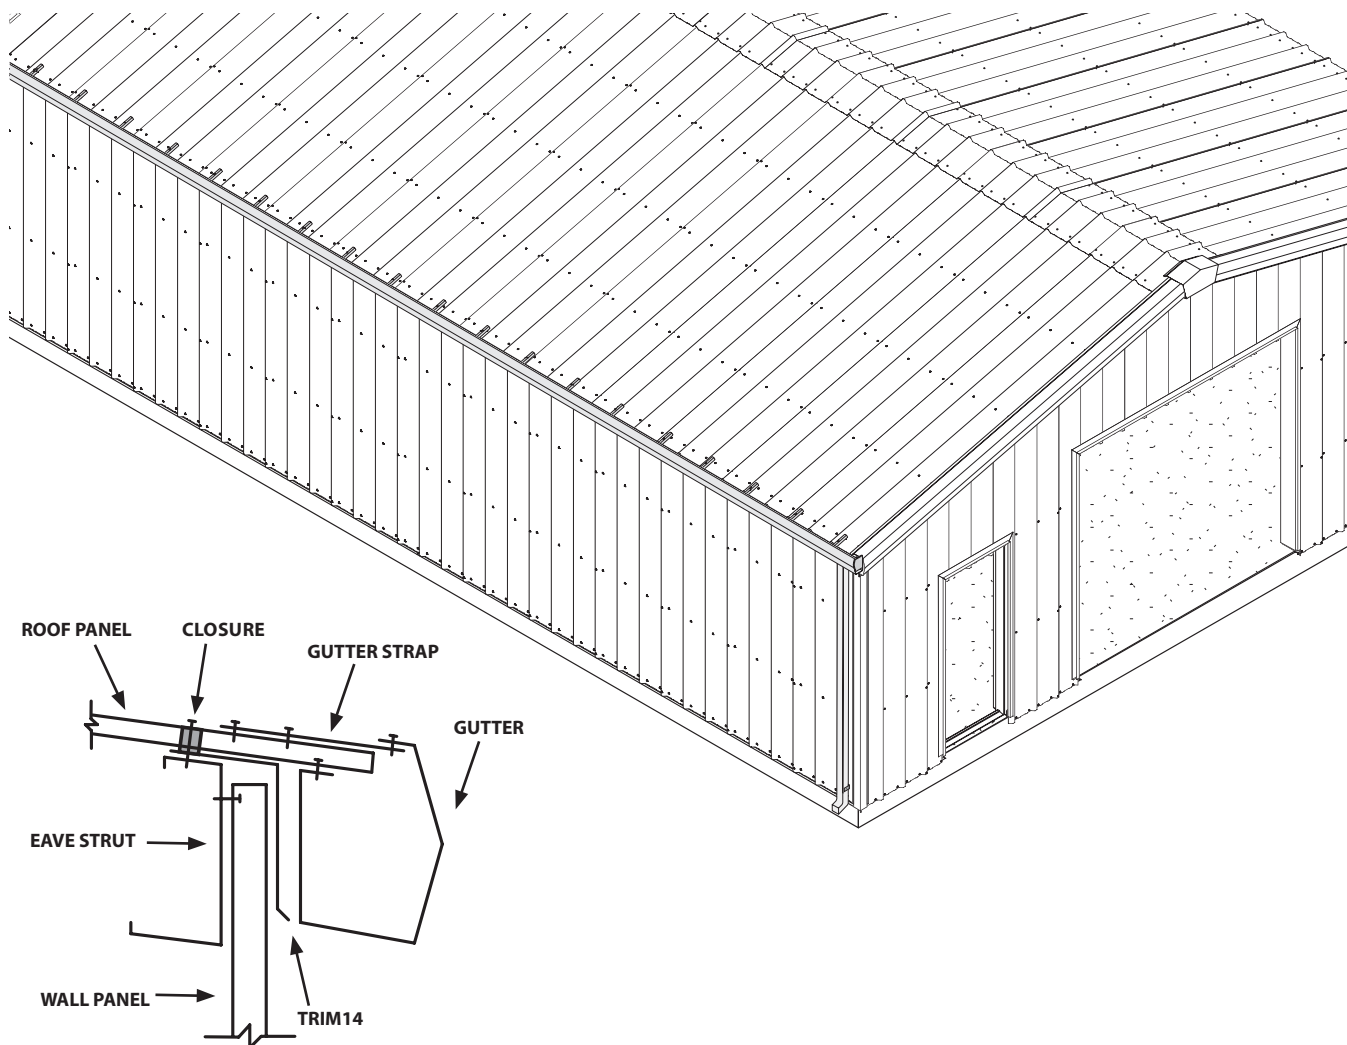 ROOF PANEL
CLOSURE
GUTTER STRAP
GUTTER
EAVE STRUT
WALL PANEL
TRIM14